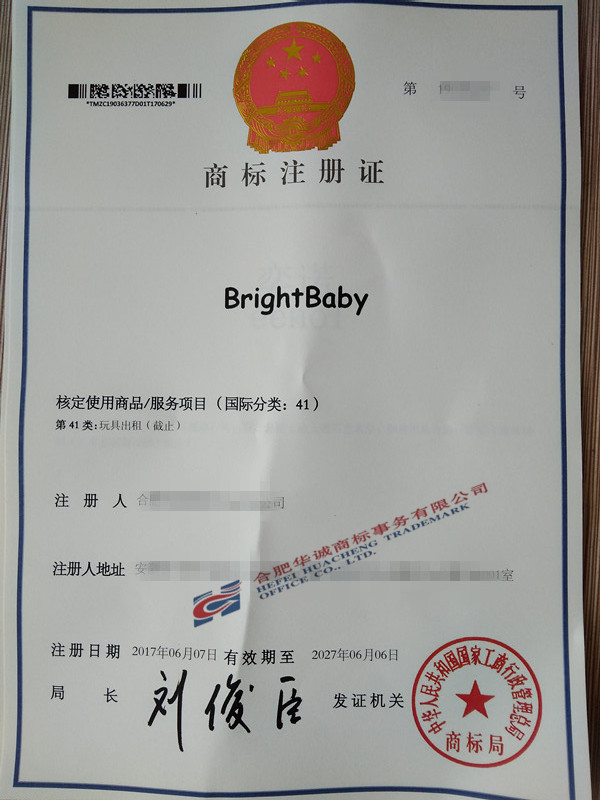 *TMZC19036377D01T170629*
第 号
商标注册证
BrightBaby
核定使用商品/服务项目（国际分类：41）
第 41 类：玩具出租（截止）
注册人 合 司
注册人地址 安 01室
合肥华诚商标事务有限公司
HEFEI HUACHENG TRADEMARK
OFFICE CO., LTD.
注册日期 2017年06月07日 有效期至 2027年06月06日
局长 刘俊臣 发证机关
中华人民共和国国家工商行政管理总局
商标局